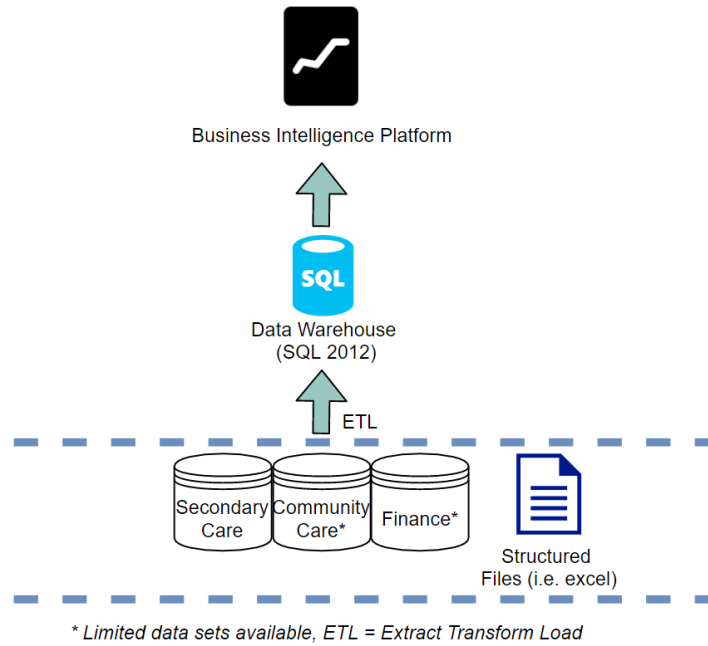 Business Intelligence Platform
SQL
Data Warehouse
(SQL 2012)
ETL
Secondary
Care
Community
Care*
Finance*
Structured
Files (i.e. excel)
* Limited data sets available, ETL = Extract Transform Load